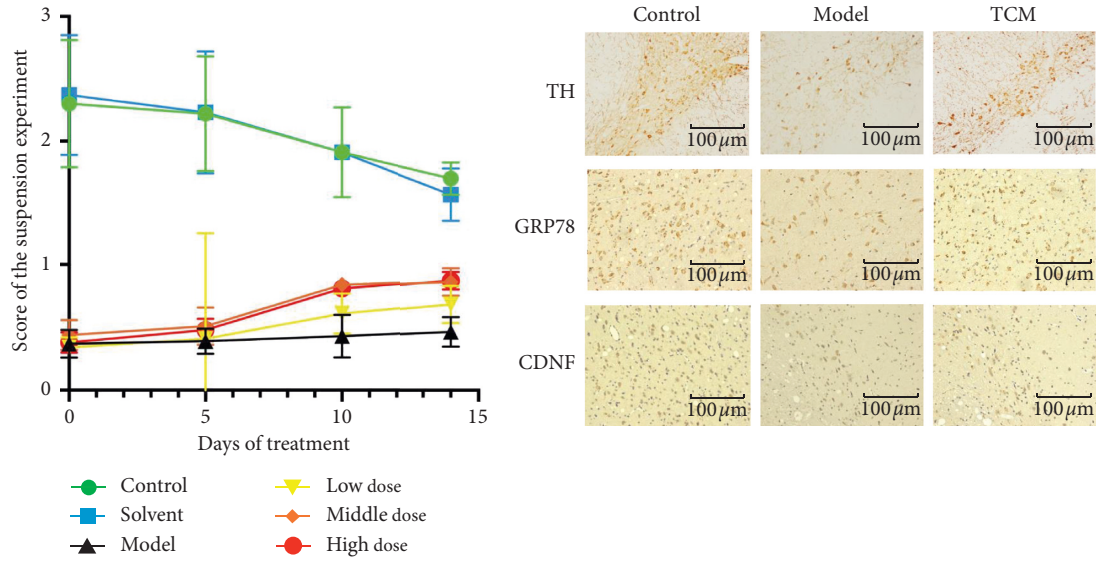 Score of the suspension experiment
3
2
1
0
0 5 10 15
Days of treatment
Control
Solvent
Model
Low dose
Middle dose
High dose
Control Model TCM
TH
100 μm 100 μm 100 μm
GRP78
100 μm 100 μm 100 μm
CDNF
100 μm 100 μm 100 μm